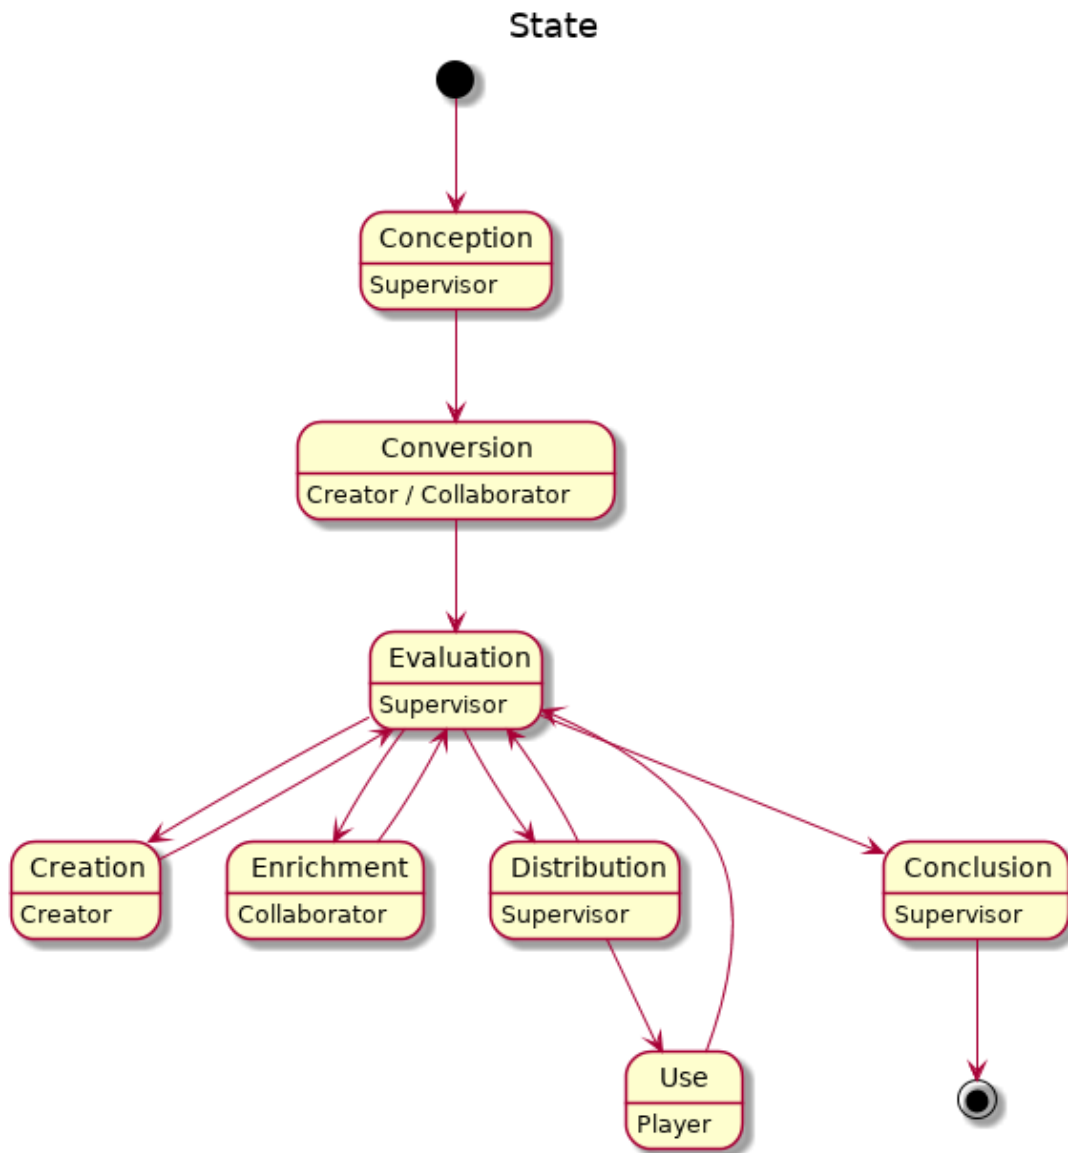 State
Conception
Supervisor
Conversion
Creator / Collaborator
Evaluation
Supervisor
Creation
Creator
Enrichment
Collaborator
Distribution
Supervisor
Conclusion
Supervisor
Use
Player